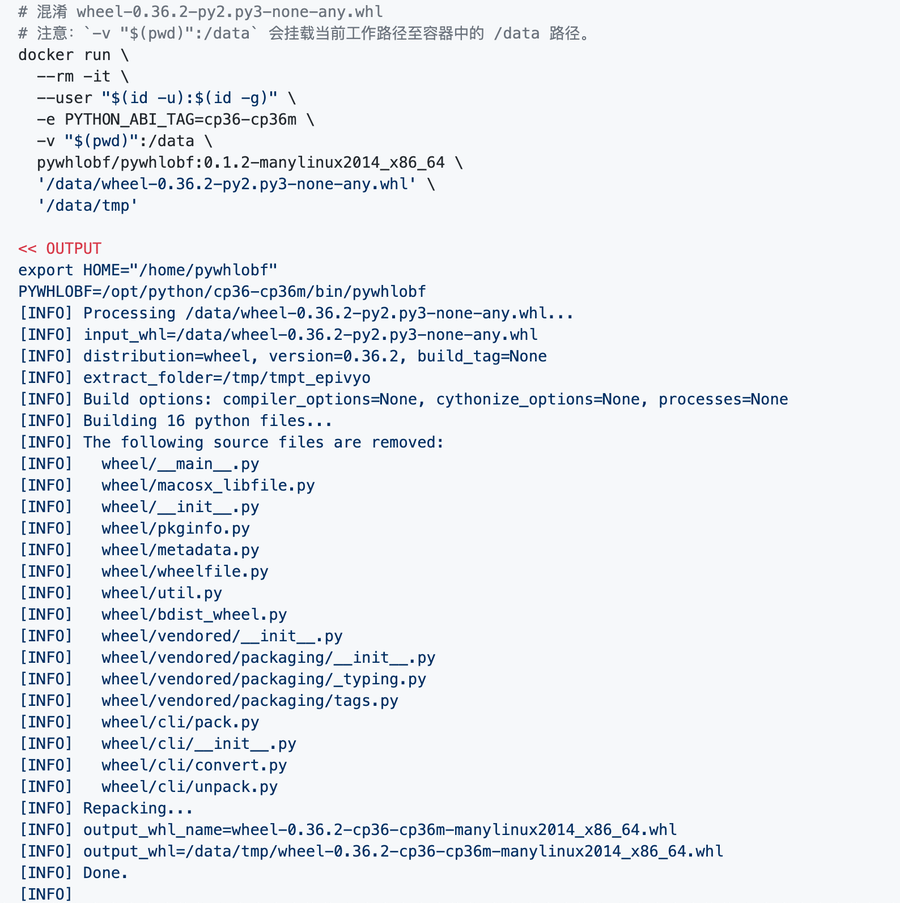 # 混淆 wheel-0.36.2-py2.py3-none-any.whl
# 注意：`-v "$(pwd)":/data` 会挂载当前工作路径至容器中的 /data 路径。
docker run \
  --rm -it \
  --user "$(id -u):$(id -g)" \
  -e PYTHON_ABI_TAG=cp36-cp36m \
  -v "$(pwd)":/data \
  pywhlobf/pywhlobf:0.1.2-manylinux2014_x86_64 \
  '/data/wheel-0.36.2-py2.py3-none-any.whl' \
  '/data/tmp'

<< OUTPUT
export HOME="/home/pywhlobf"
PYWHLOBF=/opt/python/cp36-cp36m/bin/pywhlobf
[INFO] Processing /data/wheel-0.36.2-py2.py3-none-any.whl...
[INFO] input_whl=/data/wheel-0.36.2-py2.py3-none-any.whl
[INFO] distribution=wheel, version=0.36.2, build_tag=None
[INFO] extract_folder=/tmp/tmpt_epivyo
[INFO] Build options: compiler_options=None, cythonize_options=None, processes=None
[INFO] Building 16 python files...
[INFO] The following source files are removed:
[INFO]   wheel/__main__.py
[INFO]   wheel/macosx_libfile.py
[INFO]   wheel/__init__.py
[INFO]   wheel/pkginfo.py
[INFO]   wheel/metadata.py
[INFO]   wheel/wheelfile.py
[INFO]   wheel/util.py
[INFO]   wheel/bdist_wheel.py
[INFO]   wheel/vendored/__init__.py
[INFO]   wheel/vendored/packaging/__init__.py
[INFO]   wheel/vendored/packaging/_typing.py
[INFO]   wheel/vendored/packaging/tags.py
[INFO]   wheel/cli/pack.py
[INFO]   wheel/cli/__init__.py
[INFO]   wheel/cli/convert.py
[INFO]   wheel/cli/unpack.py
[INFO] Repacking...
[INFO] output_whl_name=wheel-0.36.2-cp36-cp36m-manylinux2014_x86_64.whl
[INFO] output_whl=/data/tmp/wheel-0.36.2-cp36-cp36m-manylinux2014_x86_64.whl
[INFO] Done.
[INFO]